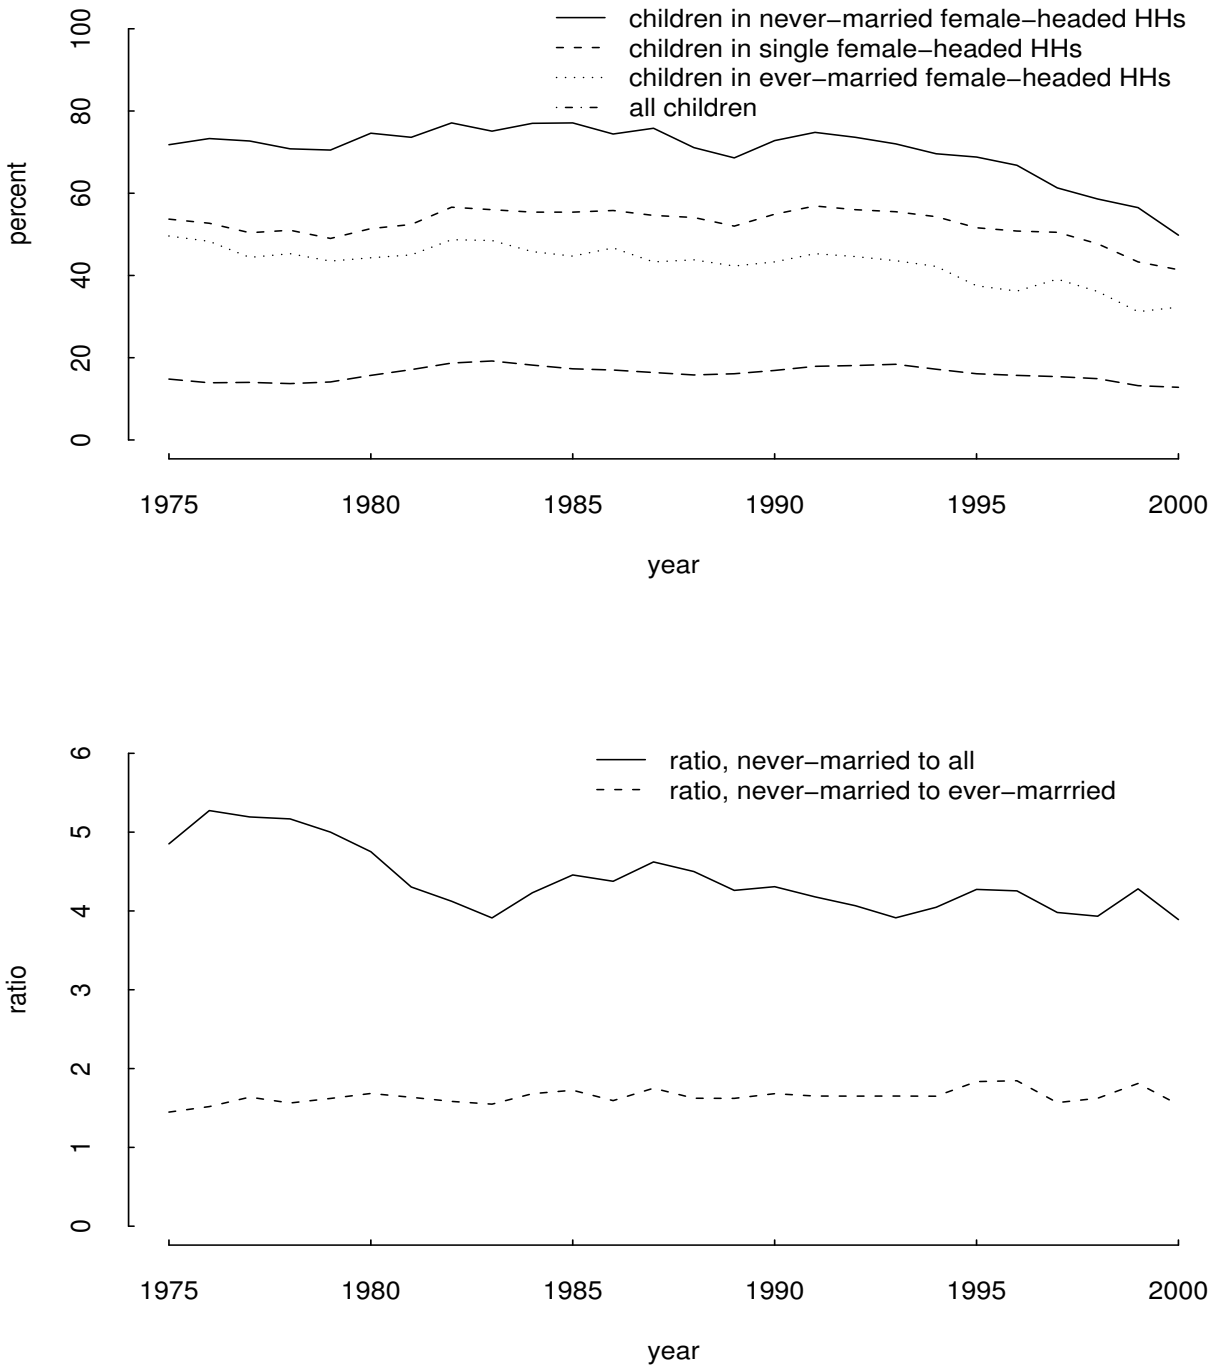 children in never−married female−headed HHs
children in single female−headed HHs
children in ever−married female−headed HHs
all children
percent
100
80
60
40
20
0
1975 1980 1985 1990 1995 2000
year
ratio, never−married to all
ratio, never−married to ever−marrried
ratio
6
5
4
3
2
1
0
1975 1980 1985 1990 1995 2000
year